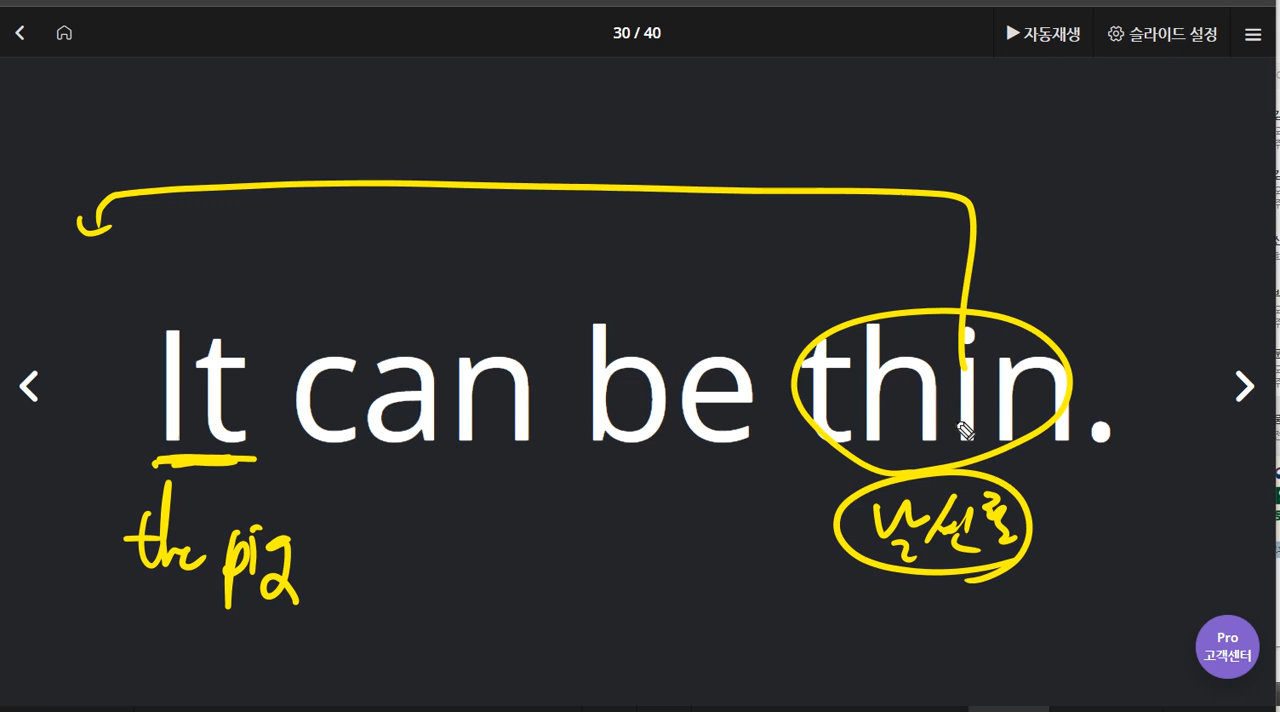 30 / 40
자동재생
슬라이드 설정
It can be thin.
the pig
날씬한
Pro
고객센터